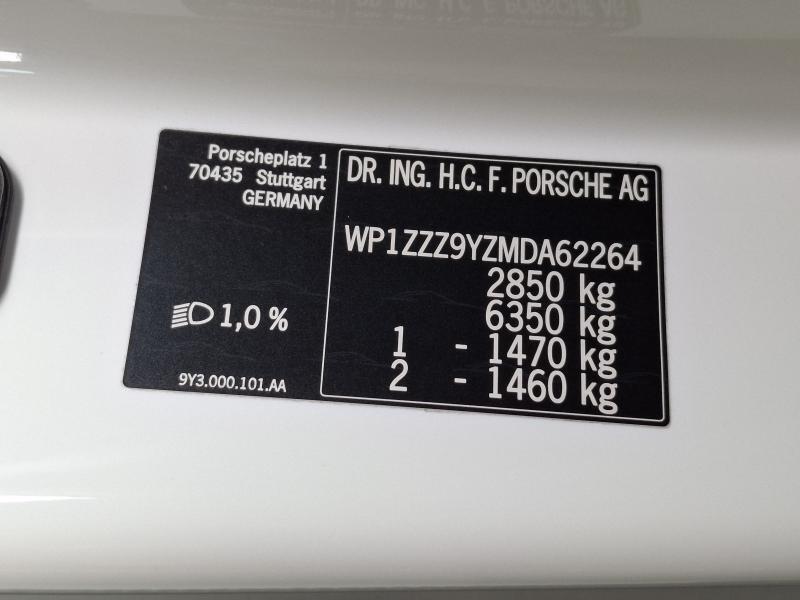 Porscheplatz 1
70435 Stuttgart
GERMANY
1,0 %
9Y3.000.101.AA
DR. ING. H.C. F. PORSCHE AG
WP1ZZZ9YZMDA62264
2850 kg
6350 kg
1 - 1470 kg
2 - 1460 kg